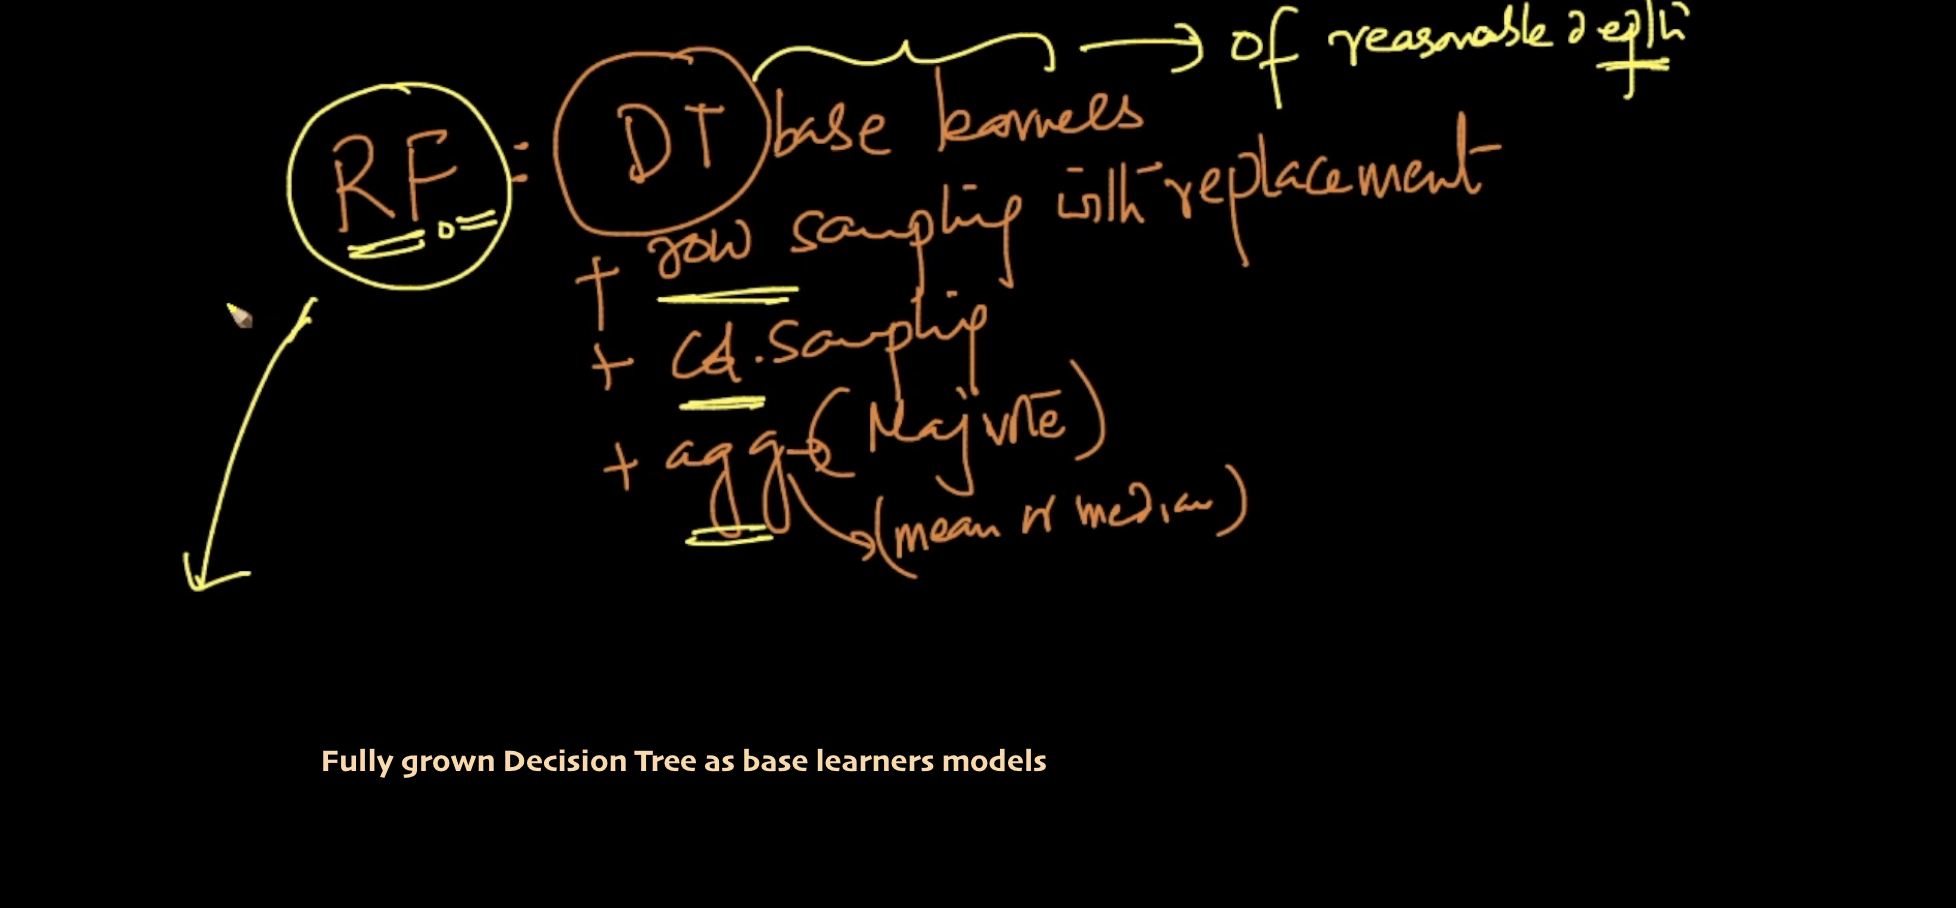 of reasonable depth
RF : DT base learners
+ row sampling with replacement
+ Col. Sampling
+ agg → (Maj vote)
→ (mean or median)
Fully grown Decision Tree as base learners models